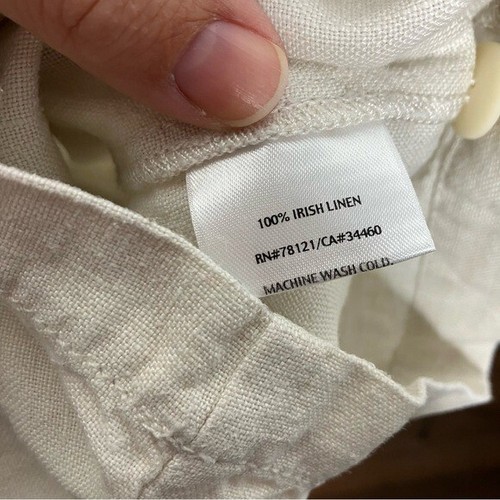 100% IRISH LINEN
RN#78121/CA#34460
MACHINE WASH COLD.